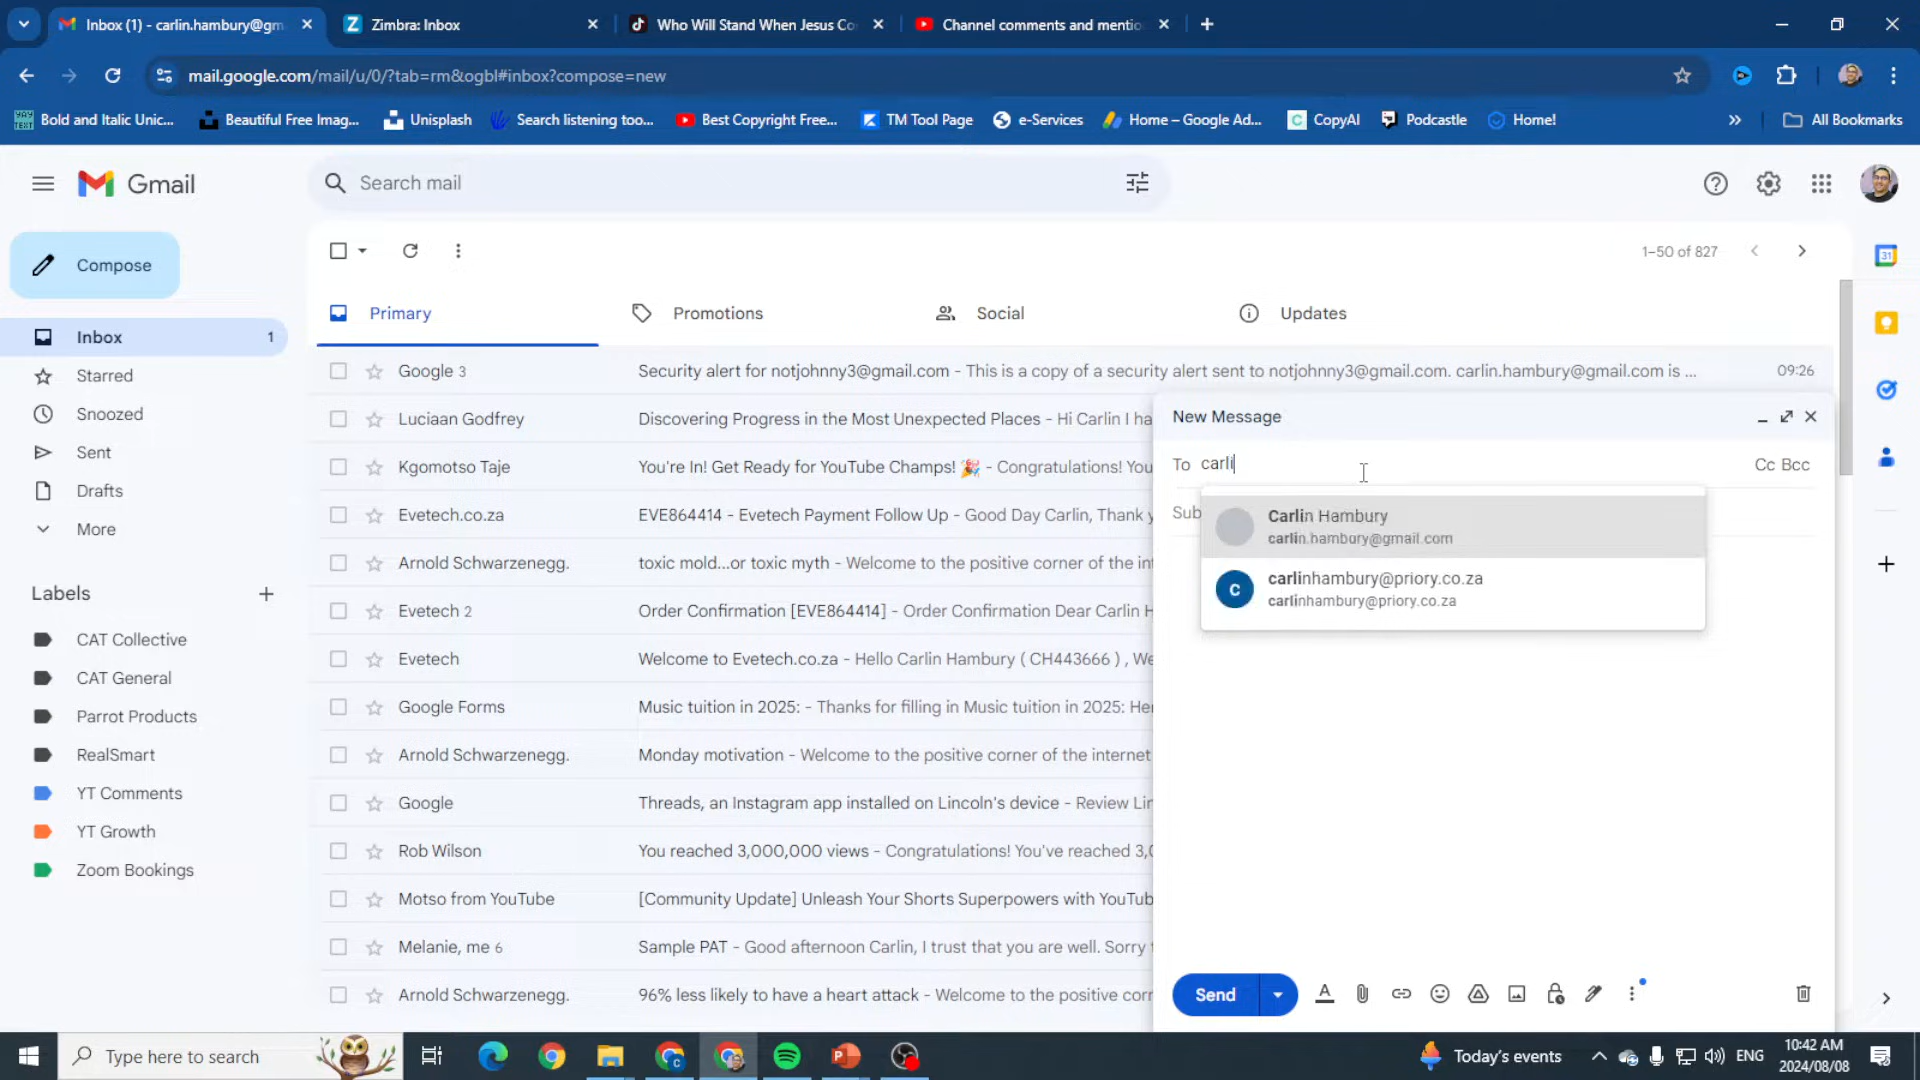 Inbox (1) - carlin.hambury@gm
Zimbra: Inbox
Who Will Stand When Jesus Co
Channel comments and mentio
mail.google.com/mail/u/0/?tab=rm&ogbl#inbox?compose=new
Bold and Italic Unic...
Beautiful Free Imag...
Unisplash
Search listening too...
Best Copyright Free...
TM Tool Page
e-Services
Home – Google Ad...
CopyAI
Podcastle
Home!
All Bookmarks
Gmail
Search mail
Compose
1–50 of 827
Primary
Promotions
Social
Updates
Inbox 1
Starred
Snoozed
Sent
Drafts
More
Labels
CAT Collective
CAT General
Parrot Products
RealSmart
YT Comments
YT Growth
Zoom Bookings
Google 3 Security alert for notjohnny3@gmail.com - This is a copy of a security alert sent to notjohnny3@gmail.com. carlin.hambury@gmail.com is ... 09:26
Luciaan Godfrey Discovering Progress in the Most Unexpected Places - Hi Carlin I ha
Kgomotso Taje You're In! Get Ready for YouTube Champs! 🎉 - Congratulations! You
Evetech.co.za EVE864414 - Evetech Payment Follow Up - Good Day Carlin, Thank y
Arnold Schwarzenegg. toxic mold...or toxic myth - Welcome to the positive corner of the int
Evetech 2 Order Confirmation [EVE864414] - Order Confirmation Dear Carlin H
Evetech Welcome to Evetech.co.za - Hello Carlin Hambury ( CH443666 ) , We
Google Forms Music tuition in 2025: - Thanks for filling in Music tuition in 2025: Her
Arnold Schwarzenegg. Monday motivation - Welcome to the positive corner of the internet
Google Threads, an Instagram app installed on Lincoln's device - Review Lin
Rob Wilson You reached 3,000,000 views - Congratulations! You've reached 3,0
Motso from YouTube [Community Update] Unleash Your Shorts Superpowers with YouTub
Melanie, me 6 Sample PAT - Good afternoon Carlin, I trust that you are well. Sorry t
Arnold Schwarzenegg. 96% less likely to have a heart attack - Welcome to the positive corr
New Message
To carli
Cc Bcc
Sub
Carlin Hambury
carlin.hambury@gmail.com
C
carlinhambury@priory.co.za
carlinhambury@priory.co.za
Send
Type here to search
Today's events
ENG
10:42 AM
2024/08/08